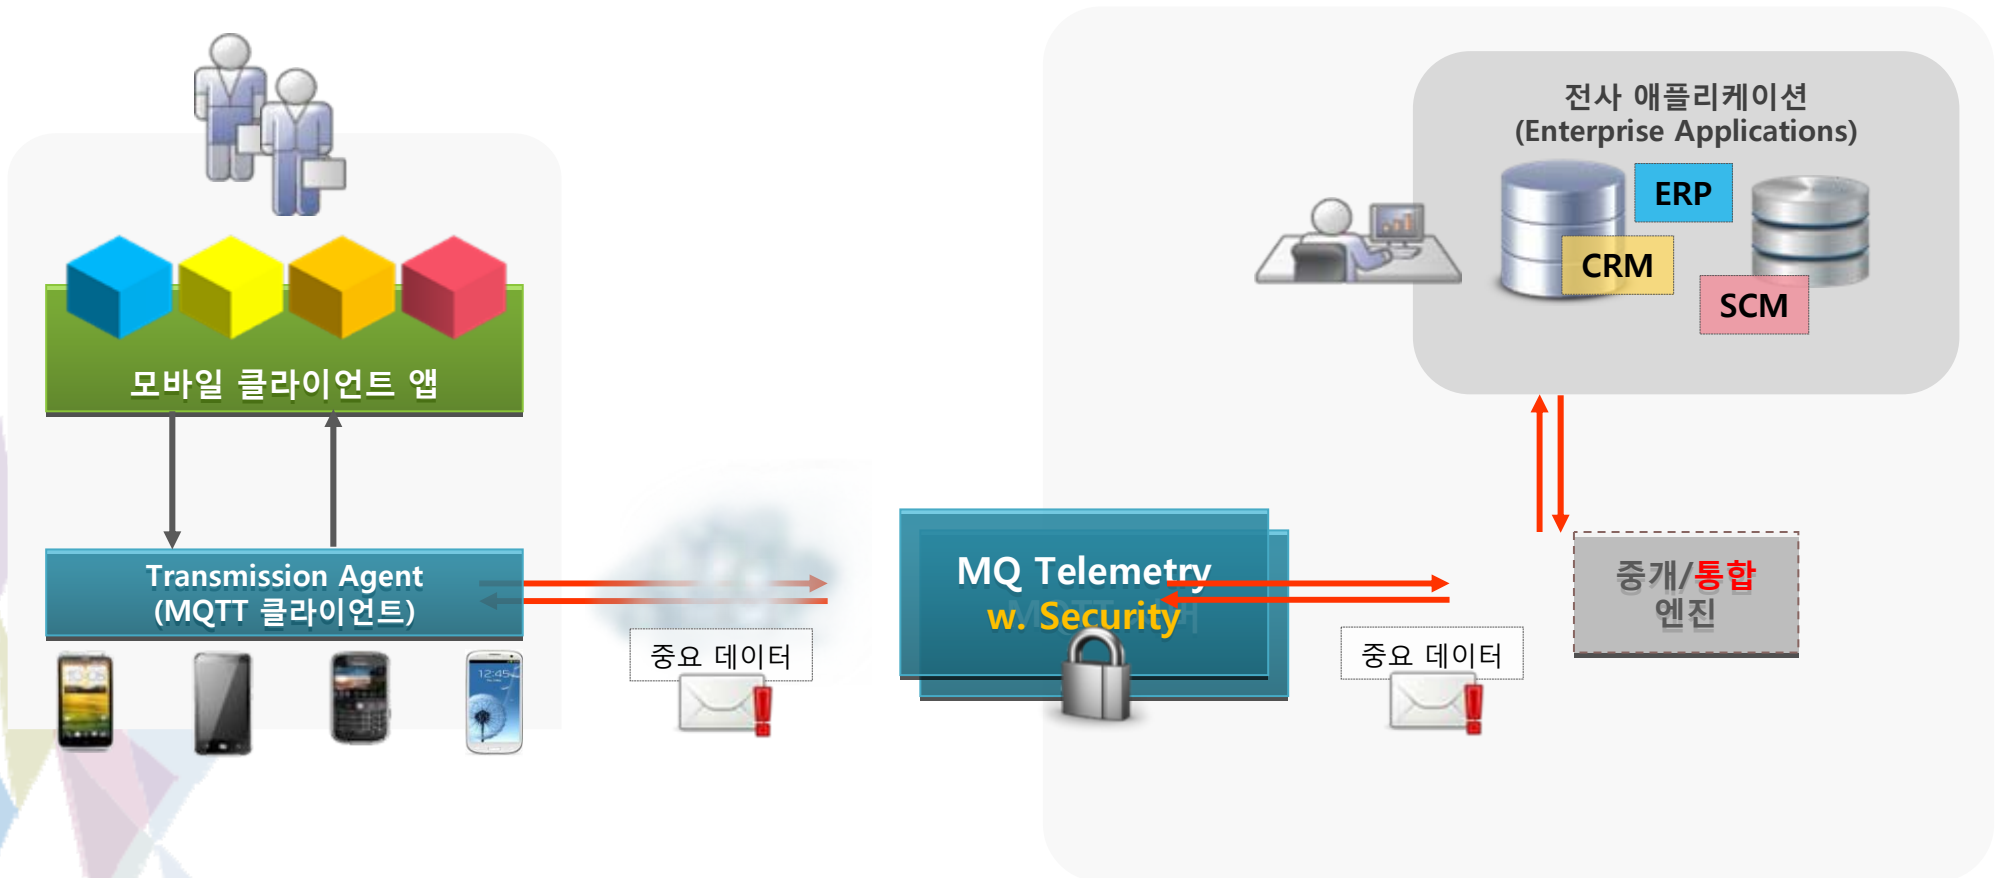 전사 애플리케이션
(Enterprise Applications)
ERP
CRM
SCM
모바일 클라이언트 앱
Transmission Agent
(MQTT 클라이언트)
중요 데이터
MQ Telemetry
w. Security
중요 데이터
중개/통합
엔진
12:45